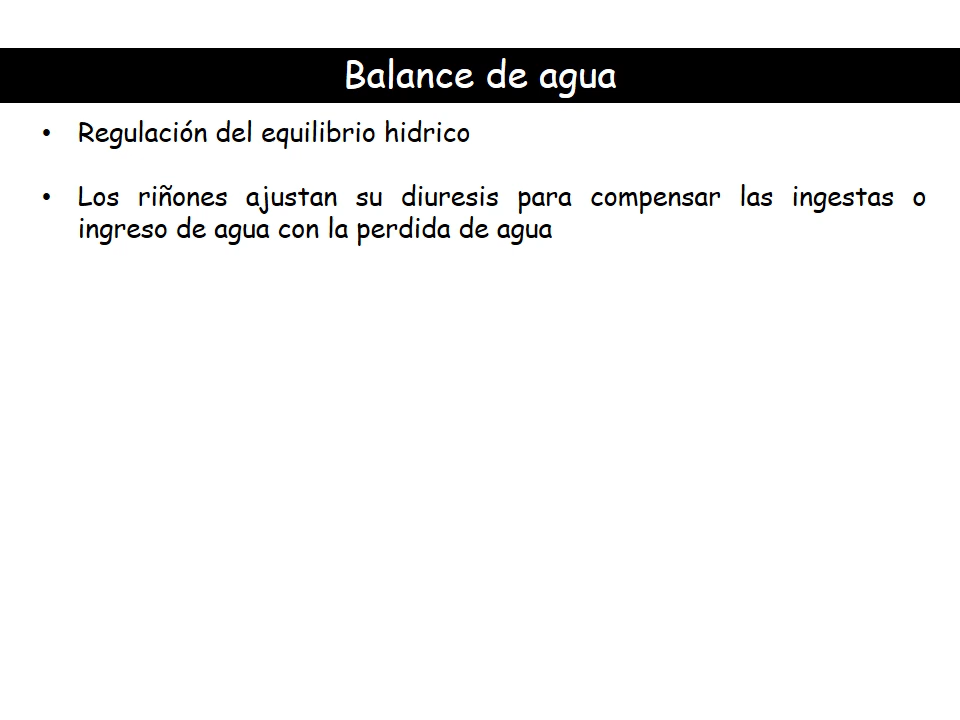 Balance de agua
• Regulación del equilibrio hidrico
• Los riñones ajustan su diuresis para compensar las ingestas o
ingreso de agua con la perdida de agua